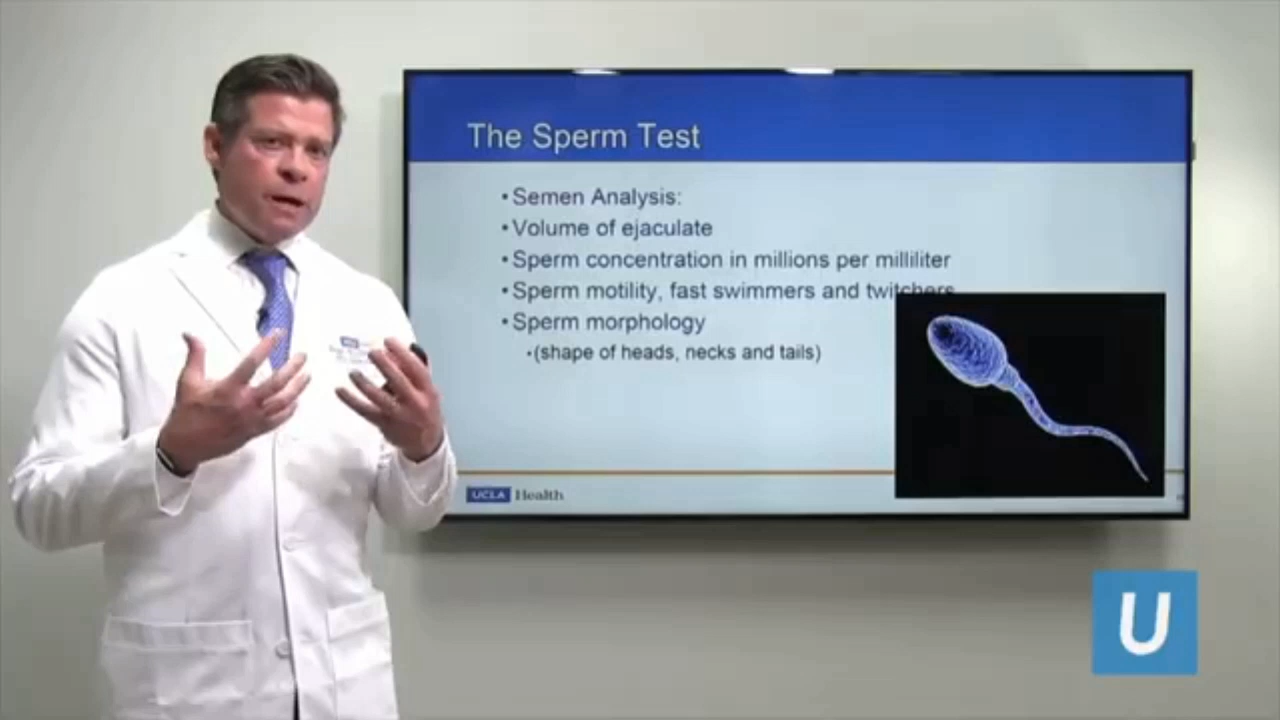 The Sperm Test
• Semen Analysis:
• Volume of ejaculate
• Sperm concentration in millions per milliliter
• Sperm motility, fast swimmers and twitchers
• Sperm morphology
• (shape of heads, necks and tails)
UCLA Health
U